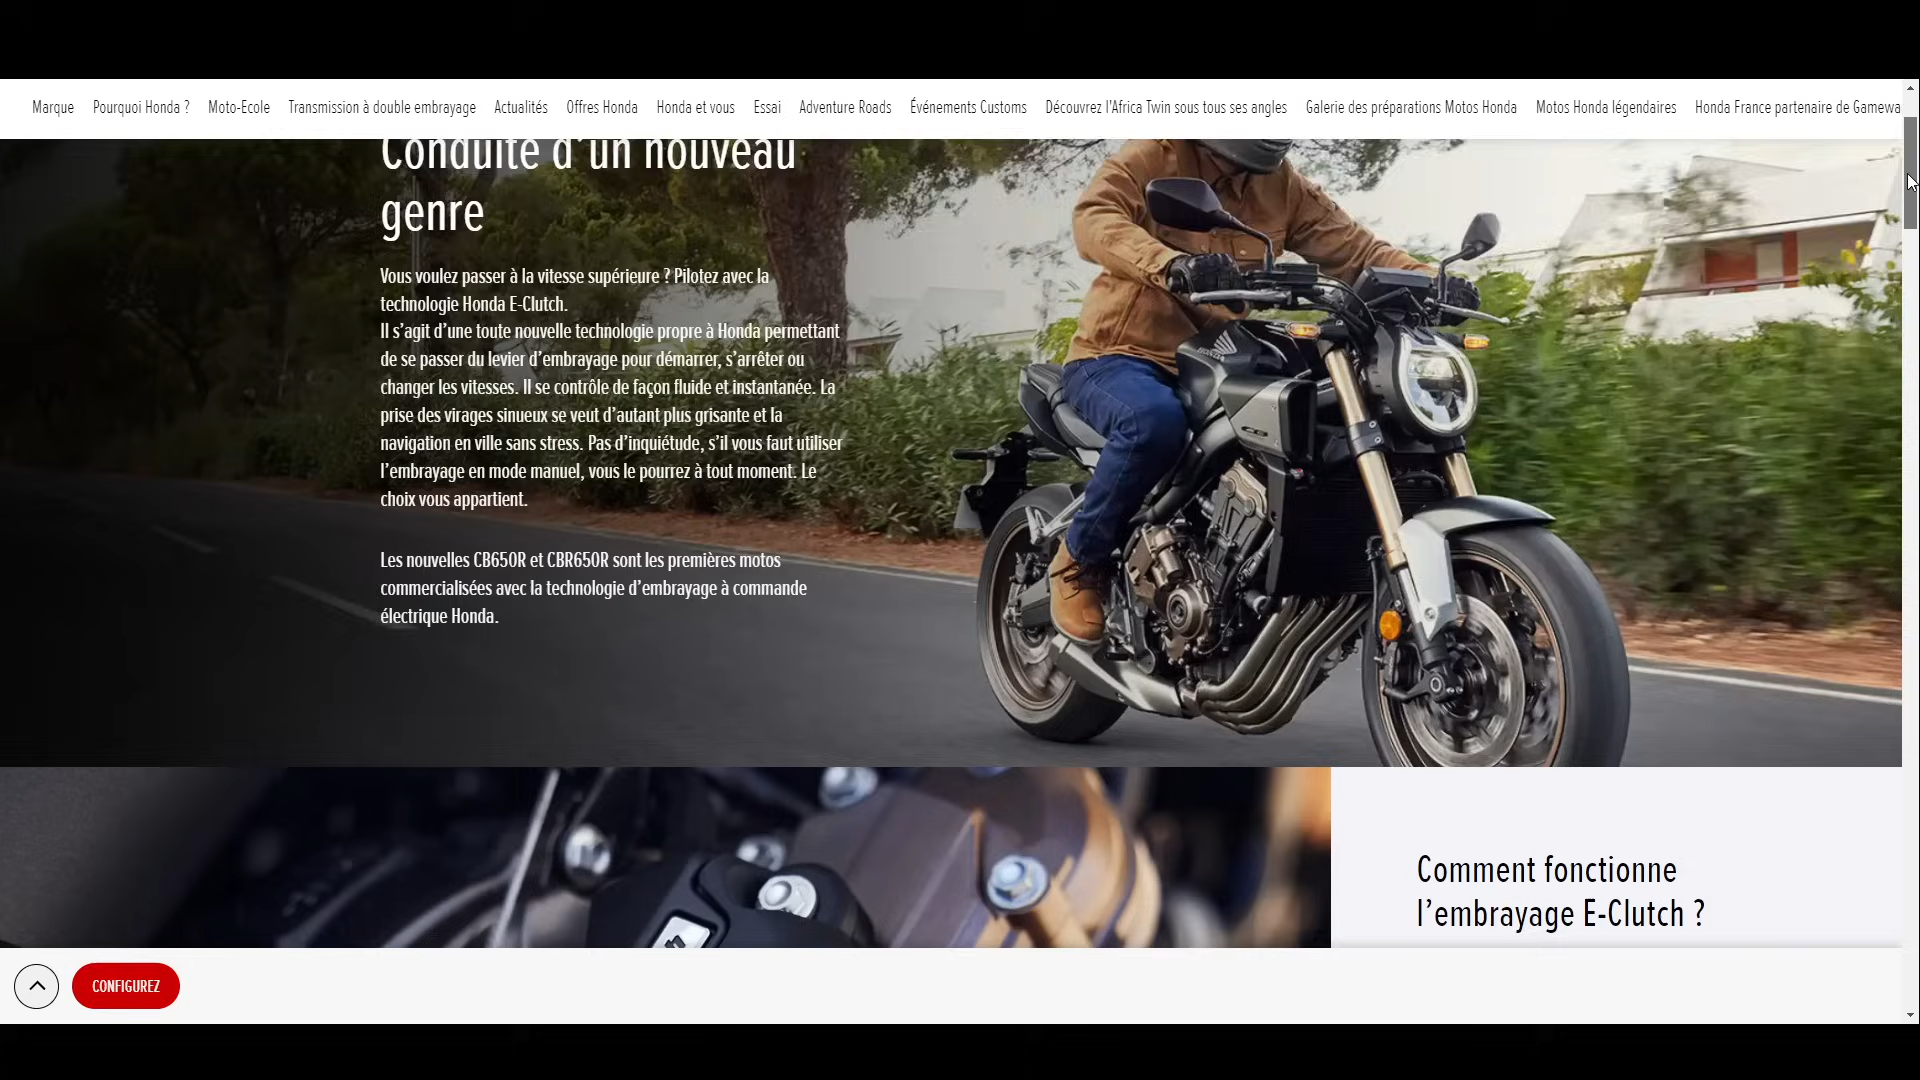 Marque Pourquoi Honda ? Moto-Ecole Transmission à double embrayage Actualités Offres Honda Honda et vous Essai Adventure Roads Événements Customs Découvrez l'Africa Twin sous tous ses angles Galerie des préparations Motos Honda Motos Honda légendaires Honda France partenaire de Gamewa
Conduite d’un nouveau
genre
Vous voulez passer à la vitesse supérieure ? Pilotez avec la
technologie Honda E-Clutch.
Il s’agit d’une toute nouvelle technologie propre à Honda permettant
de se passer du levier d’embrayage pour démarrer, s’arrêter ou
changer les vitesses. Il se contrôle de façon fluide et instantanée. La
prise des virages sinueux se veut d’autant plus grisante et la
navigation en ville sans stress. Pas d’inquiétude, s’il vous faut utiliser
l’embrayage en mode manuel, vous le pourrez à tout moment. Le
choix vous appartient.
Les nouvelles CB650R et CBR650R sont les premières motos
commercialisées avec la technologie d’embrayage à commande
électrique Honda.
HONDA
CB
Comment fonctionne
l’embrayage E-Clutch ?
CONFIGUREZ